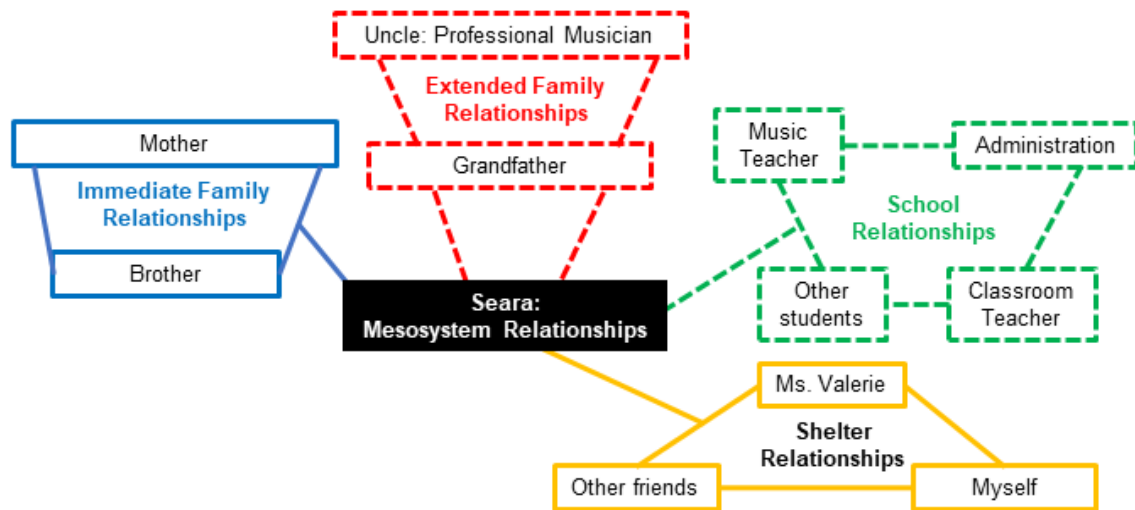 Uncle: Professional Musician
Extended Family
Relationships
Grandfather
Mother
Immediate Family
Relationships
Brother
Music
Teacher
Administration
School
Relationships
Other
students
Classroom
Teacher
Seara:
Mesosystem Relationships
Ms. Valerie
Shelter
Relationships
Other friends
Myself